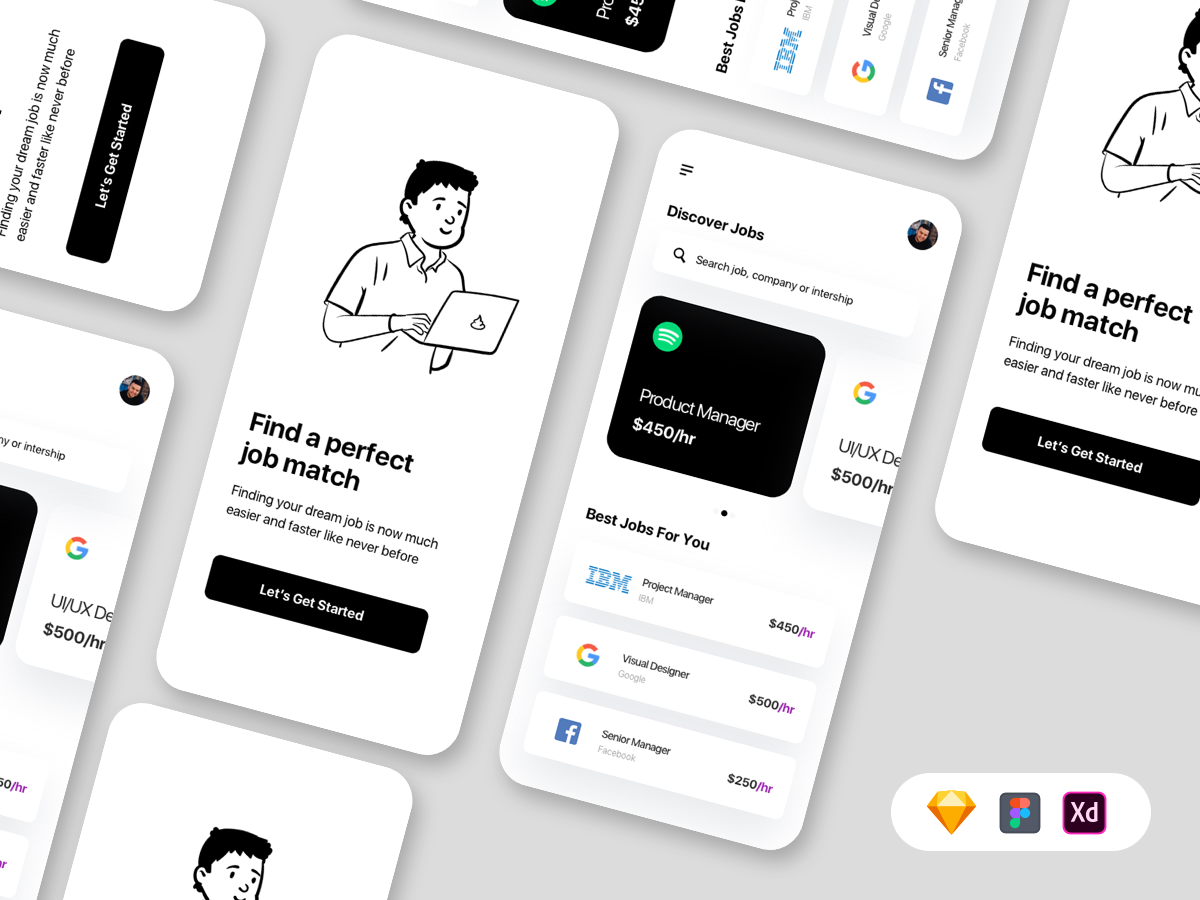 Finding your dream job is now much
easier and faster like never before
Let's Get Started
ny or intership
UI/UX De
$500/hr
50/hr
hr
Find a perfect
job match
Finding your dream job is now much
easier and faster like never before
Let's Get Started
$45
Best Jobs
IBM
IBM
Visual D
Google
Senior Manag
Facebook
Discover Jobs
Search job, company or intership
Product Manager
$450/hr
UI/UX De
$500/hr
Best Jobs For You
IBM
Project Manager
IBM
$450/hr
Visual Designer
Google
$500/hr
Senior Manager
Facebook
$250/hr
Find a perfect
job match
Finding your dream job is now mu
easier and faster like never before
Let's Get Started
Xd